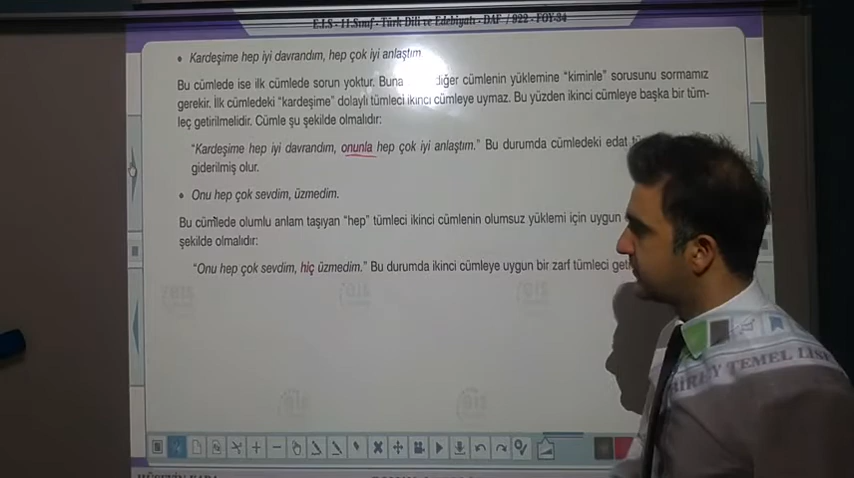 E.İ.S - 11.Sınıf - Türk Dili ve Edebiyatı - DAF / 922 - FOY-34
• Kardeşime hep iyi davrandım, hep çok iyi anlaştım.
Bu cümlede ise ilk cümlede sorun yoktur. Buna diğer cümlenin yüklemine “kiminle” sorusunu sormamız
gerekir. İlk cümledeki “kardeşime” dolaylı tümleci ikinci cümleye uymaz. Bu yüzden ikinci cümleye başka bir tüm-
leç getirilmelidir. Cümle şu şekilde olmalıdır:
“Kardeşime hep iyi davrandım, onunla hep çok iyi anlaştım.” Bu durumda cümledeki edat
giderilmiş olur.
• Onu hep çok sevdim, üzmedim.
Bu cümlede olumlu anlam taşıyan “hep” tümleci ikinci cümlenin olumsuz yüklemi için uygun
şekilde olmalıdır:
“Onu hep çok sevdim, hiç üzmedim.” Bu durumda ikinci cümleye uygun bir zarf tümleci
BİREY TEMEL LİSE